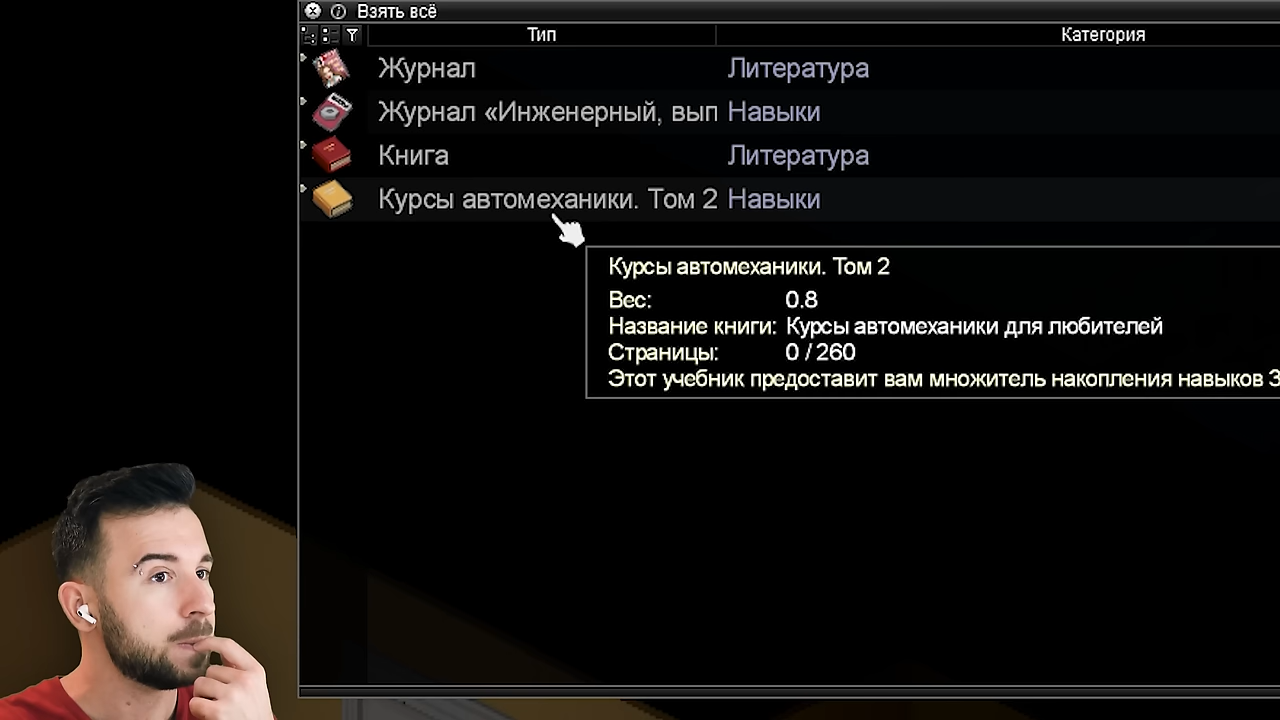 Взять всё
Тип Категория
Журнал Литература
Журнал «Инженерный, вып Навыки
Книга Литература
Курсы автомеханики. Том 2 Навыки
Курсы автомеханики. Том 2
Вес: 0.8
Название книги: Курсы автомеханики для любителей
Страницы: 0 / 260
Этот учебник предоставит вам множитель накопления навыков 3